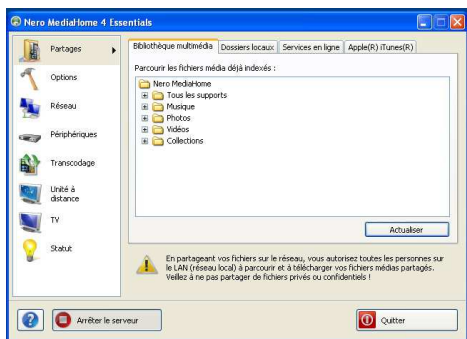 Nero MediaHome 4 Essentials
Partages
Options
Réseau
Périphériques
Transcodage
Unité à
distance
TV
Statut
Bibliothèque multimédia
Dossiers locaux
Services en ligne
Apple(R) iTunes(R)
Parcourir les fichiers média déjà indexés :
Nero MediaHome
Tous les supports
Musique
Photos
Vidéos
Collections
Actualiser
En partageant vos fichiers sur le réseau, vous autorisez toutes les personnes sur
le LAN (réseau local) à parcourir et à télécharger vos fichiers médias partagés.
Veillez à ne pas partager de fichiers privés ou confidentiels !
Arrêter le serveur
Quitter